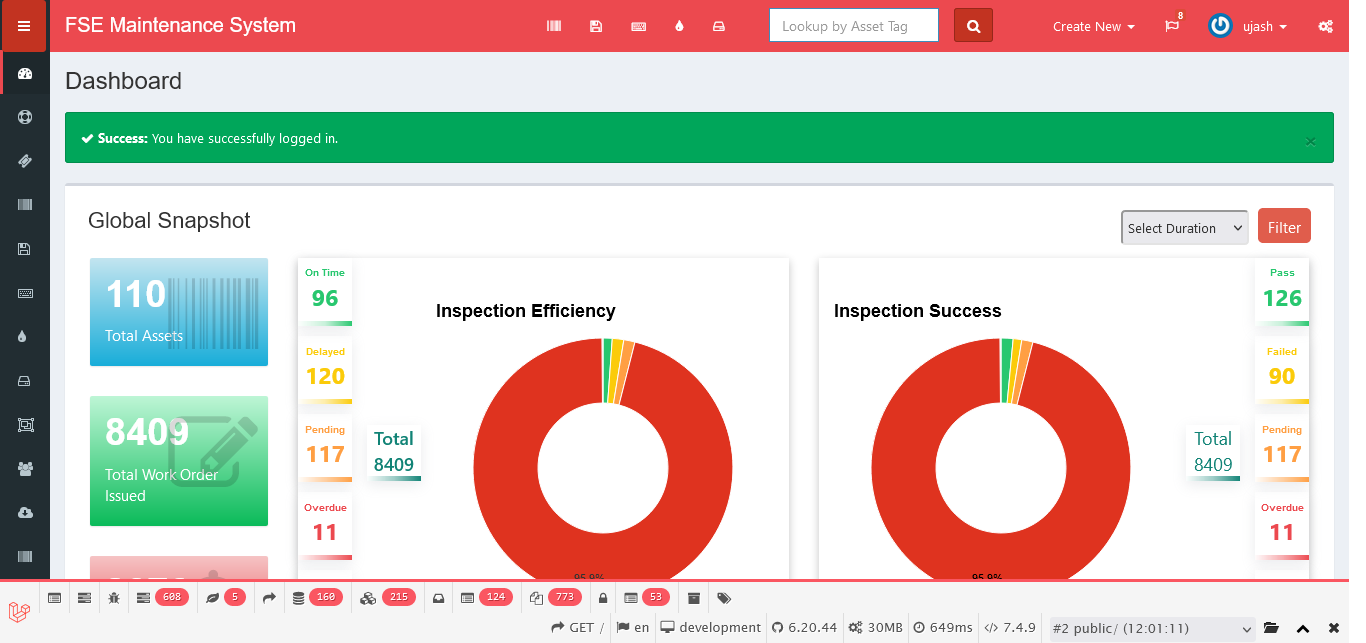 FSE Maintenance System
Lookup by Asset Tag
Create New
8
ujash
Dashboard
Success: You have successfully logged in.
×
Global Snapshot
Select Duration
Filter
110
Total Assets
8409
Total Work Order
Issued
On Time
96
Delayed
120
Pending
117
Overdue
11
Total
8409
Inspection Efficiency
95.9%
Inspection Success
95.9%
Total
8409
Pass
126
Failed
90
Pending
117
Overdue
11
608
5
160
215
124
773
53
GET /
en
development
6.20.44
30MB
649ms
7.4.9
#2 public/ (12:01:11)